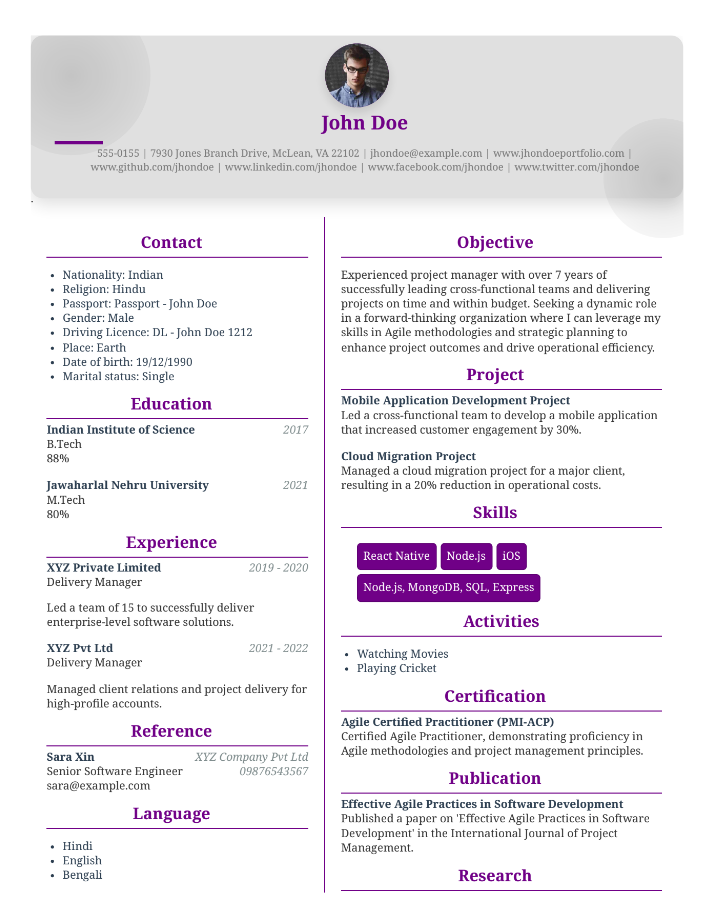 John Doe
555-0155 | 7930 Jones Branch Drive, McLean, VA 22102 | jhondoe@example.com | www.jhondoeportfolio.com |
www.github.com/jhondoe | www.linkedin.com/jhondoe | www.facebook.com/jhondoe | www.twitter.com/jhondoe
.
Contact
• Nationality: Indian
• Religion: Hindu
• Passport: Passport - John Doe
• Gender: Male
• Driving Licence: DL - John Doe 1212
• Place: Earth
• Date of birth: 19/12/1990
• Marital status: Single
Education
Indian Institute of Science 2017
B.Tech
88%
Jawaharlal Nehru University 2021
M.Tech
80%
Experience
XYZ Private Limited 2019 - 2020
Delivery Manager
Led a team of 15 to successfully deliver
enterprise-level software solutions.
XYZ Pvt Ltd 2021 - 2022
Delivery Manager
Managed client relations and project delivery for
high-profile accounts.
Reference
Sara Xin XYZ Company Pvt Ltd
Senior Software Engineer 09876543567
sara@example.com
Language
• Hindi
• English
• Bengali
Objective
Experienced project manager with over 7 years of
successfully leading cross-functional teams and delivering
projects on time and within budget. Seeking a dynamic role
in a forward-thinking organization where I can leverage my
skills in Agile methodologies and strategic planning to
enhance project outcomes and drive operational efficiency.
Project
Mobile Application Development Project
Led a cross-functional team to develop a mobile application
that increased customer engagement by 30%.
Cloud Migration Project
Managed a cloud migration project for a major client,
resulting in a 20% reduction in operational costs.
Skills
React Native Node.js iOS
Node.js, MongoDB, SQL, Express
Activities
• Watching Movies
• Playing Cricket
Certification
Agile Certified Practitioner (PMI-ACP)
Certified Agile Practitioner, demonstrating proficiency in
Agile methodologies and project management principles.
Publication
Effective Agile Practices in Software Development
Published a paper on 'Effective Agile Practices in Software
Development' in the International Journal of Project
Management.
Research